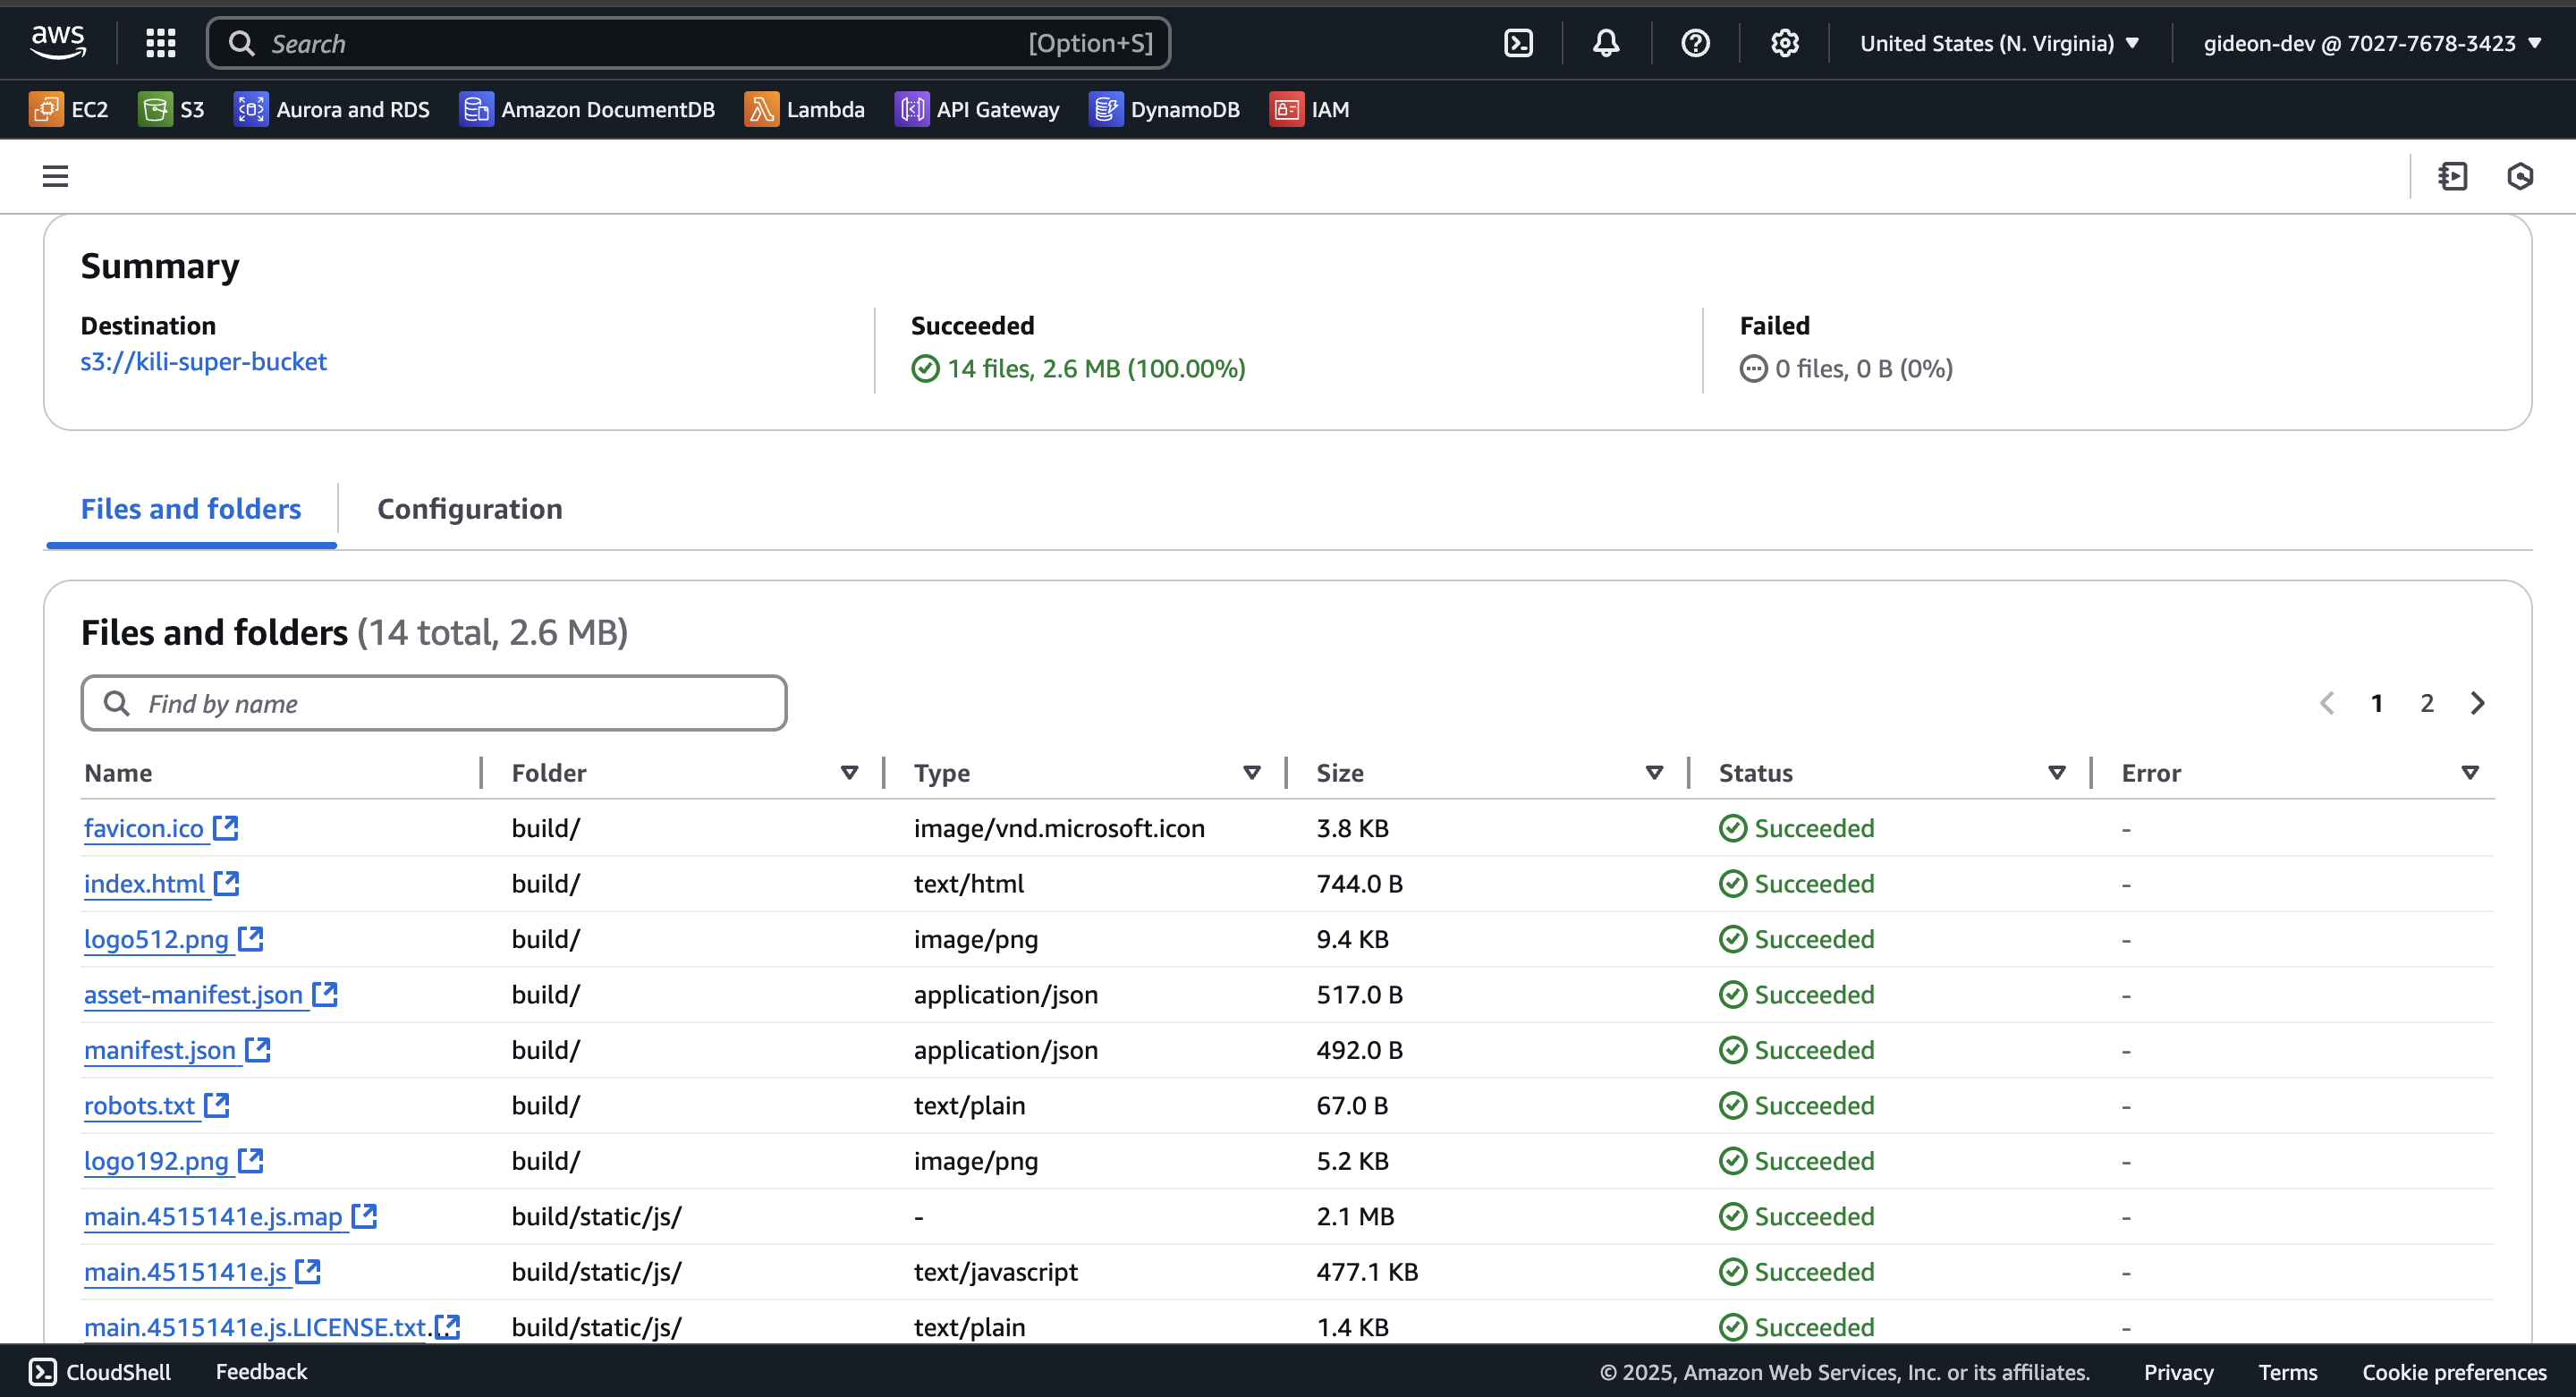 aws Search [Option+S] United States (N. Virginia) gideon-dev @ 7027-7678-3423
EC2 S3 Aurora and RDS Amazon DocumentDB Lambda API Gateway DynamoDB IAM
Summary
Destination Succeeded Failed
s3://kili-super-bucket 14 files, 2.6 MB (100.00%) 0 files, 0 B (0%)
Files and folders Configuration
Files and folders (14 total, 2.6 MB)
Find by name 1 2
Name Folder Type Size Status Error
favicon.ico build/ image/vnd.microsoft.icon 3.8 KB Succeeded -
index.html build/ text/html 744.0 B Succeeded -
logo512.png build/ image/png 9.4 KB Succeeded -
asset-manifest.json build/ application/json 517.0 B Succeeded -
manifest.json build/ application/json 492.0 B Succeeded -
robots.txt build/ text/plain 67.0 B Succeeded -
logo192.png build/ image/png 5.2 KB Succeeded -
main.4515141e.js.map build/static/js/ - 2.1 MB Succeeded -
main.4515141e.js build/static/js/ text/javascript 477.1 KB Succeeded -
main.4515141e.js.LICENSE.txt... build/static/js/ text/plain 1.4 KB Succeeded -
CloudShell Feedback © 2025, Amazon Web Services, Inc. or its affiliates. Privacy Terms Cookie preferences